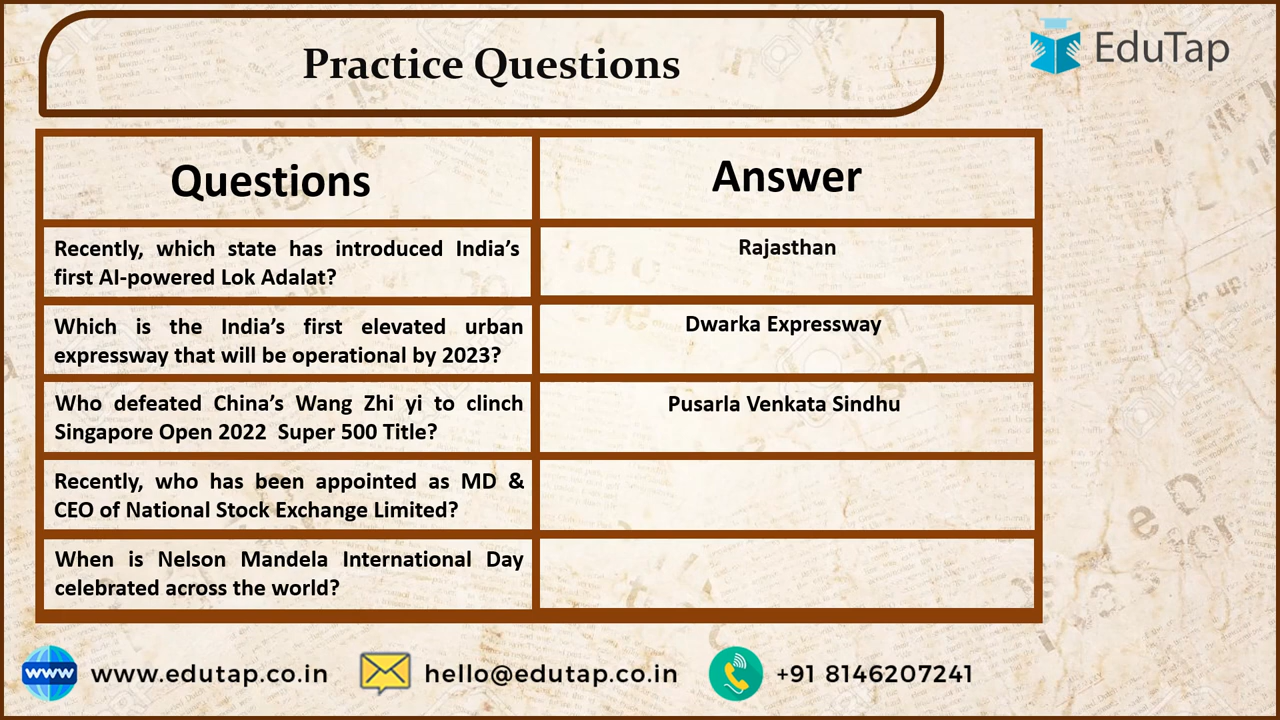 Practice Questions
EduTap
Questions
Answer
Recently, which state has introduced India’s
first AI-powered Lok Adalat?
Rajasthan
Which is the India’s first elevated urban
expressway that will be operational by 2023?
Dwarka Expressway
Who defeated China’s Wang Zhi yi to clinch
Singapore Open 2022 Super 500 Title?
Pusarla Venkata Sindhu
Recently, who has been appointed as MD &
CEO of National Stock Exchange Limited?
When is Nelson Mandela International Day
celebrated across the world?
www
www.edutap.co.in
hello@edutap.co.in
+91 8146207241